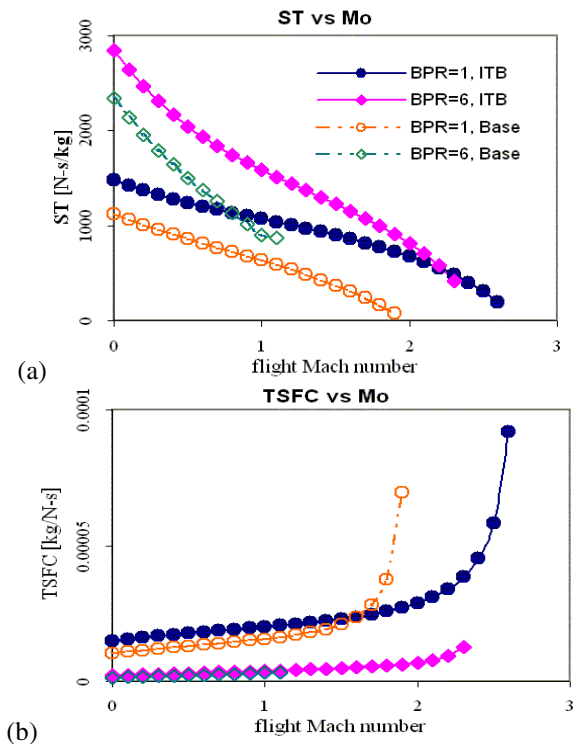 ST vs Mo
3000
2000
1000
0
ST [N-s/kg]
BPR=1, ITB
BPR=6, ITB
BPR=1, Base
BPR=6, Base
0 1 2 3
flight Mach number
(a)
TSFC vs Mo
0.0001
0.00005
0
TSFC [kg/N-s]
0 1 2 3
flight Mach number
(b)